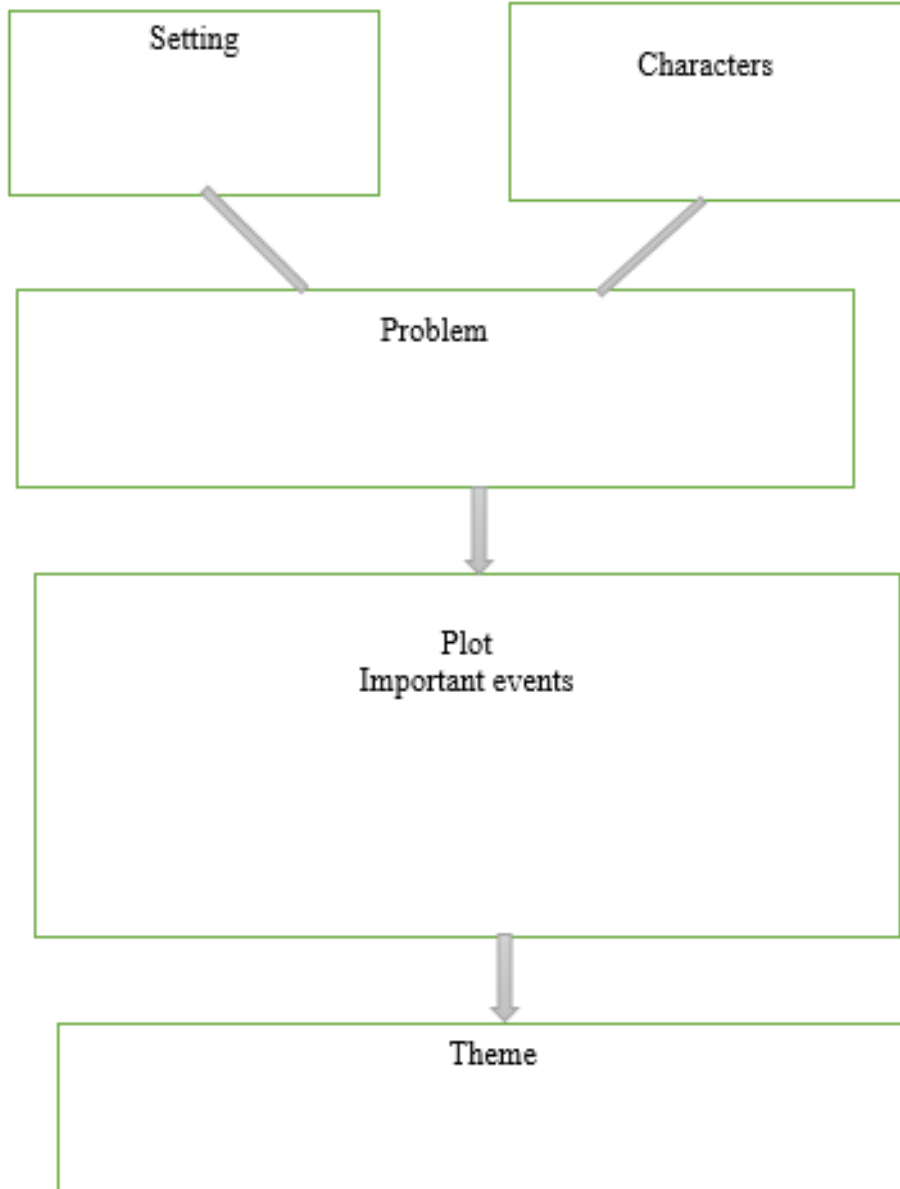 Setting
Characters
Problem
Plot
Important events
Theme